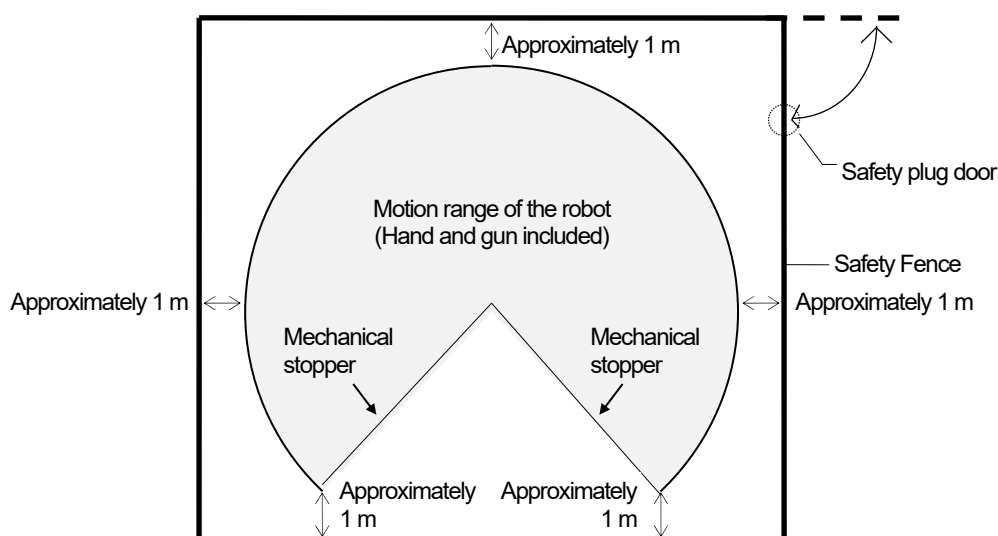 Approximately 1 m
Safety plug door
Motion range of the robot
(Hand and gun included)
Safety Fence
Approximately 1 m
Approximately 1 m
Mechanical
stopper
Mechanical
stopper
Approximately
1 m
Approximately
1 m